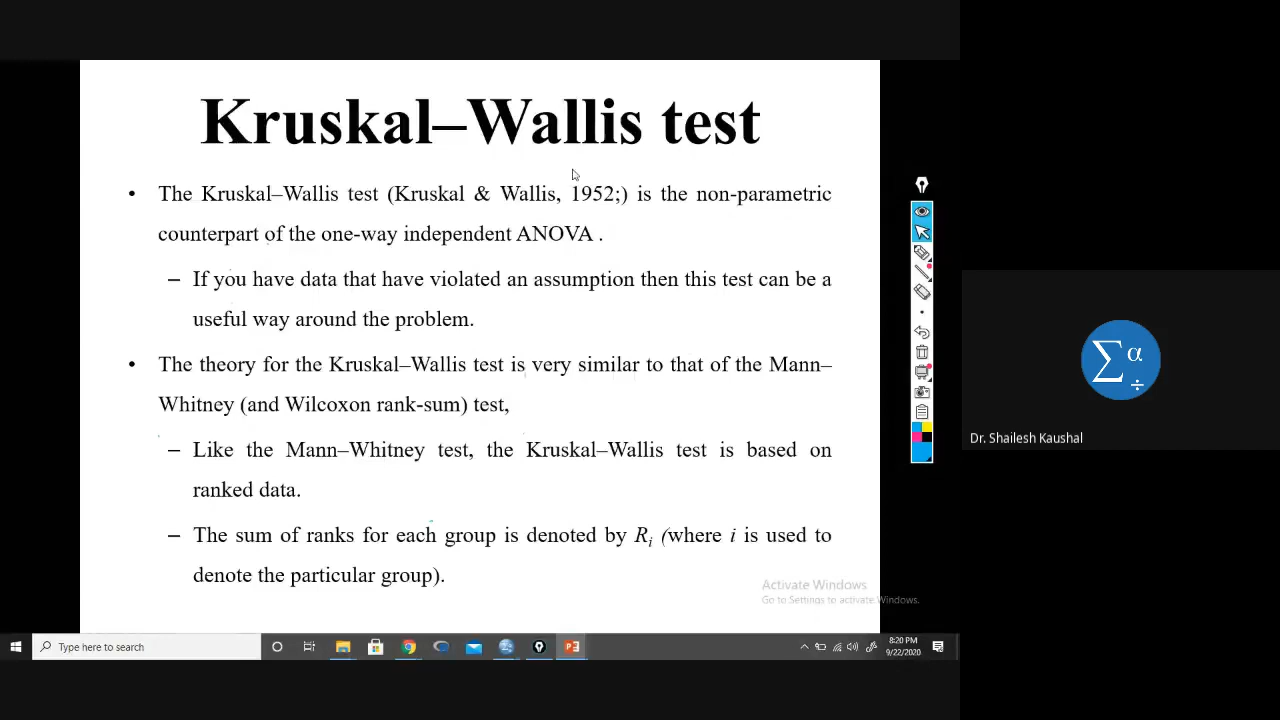 Kruskal–Wallis test
• The Kruskal–Wallis test (Kruskal & Wallis, 1952;) is the non-parametric
counterpart of the one-way independent ANOVA .
– If you have data that have violated an assumption then this test can be a
useful way around the problem.
• The theory for the Kruskal–Wallis test is very similar to that of the Mann–
Whitney (and Wilcoxon rank-sum) test,
– Like the Mann–Whitney test, the Kruskal–Wallis test is based on
ranked data.
– The sum of ranks for each group is denoted by Ri (where i is used to
denote the particular group).
Activate Windows
Go to Settings to activate Windows.
Σ α ÷
Dr. Shailesh Kaushal
Type here to search
8:20 PM
9/22/2020